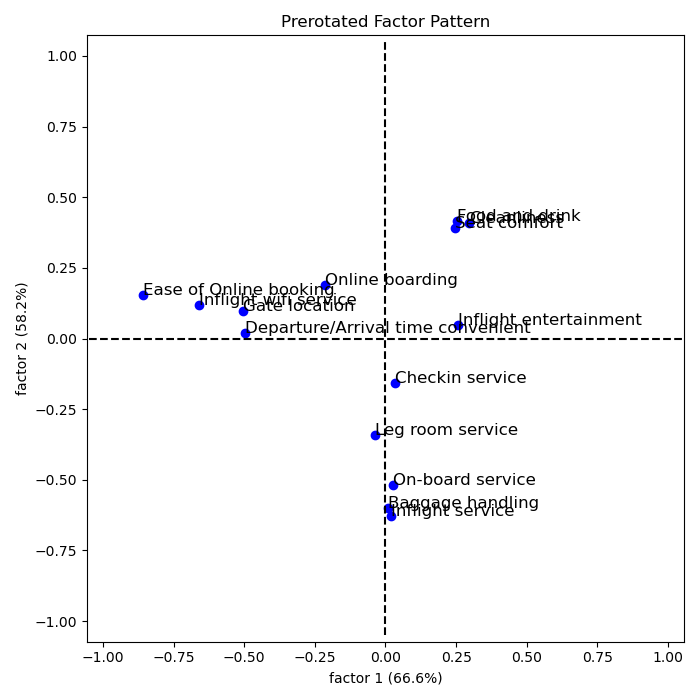 Prerotated Factor Pattern
1.00
0.75
0.50
0.25
0.00
−0.25
−0.50
−0.75
−1.00
factor 2 (58.2%)
Food and drink
Cleanliness
Seat comfort
Online boarding
Ease of Online booking
Inflight wifi service
Gate location
Inflight entertainment
Departure/Arrival time convenient
Checkin service
Leg room service
On-board service
Baggage handling
Inflight service
−1.00 −0.75 −0.50 −0.25 0.00 0.25 0.50 0.75 1.00
factor 1 (66.6%)